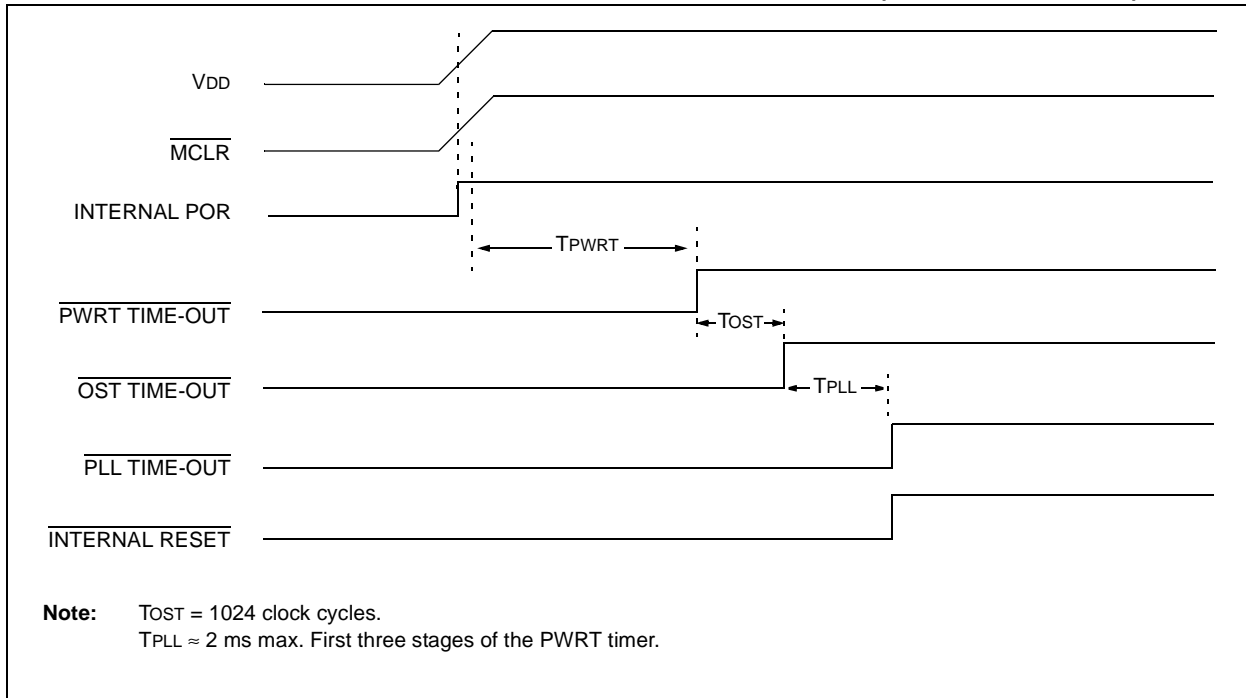 VDD
MCLR
INTERNAL POR
TPWRT
PWRT TIME-OUT
TOST
OST TIME-OUT
TPLL
PLL TIME-OUT
INTERNAL RESET
Note: TOST = 1024 clock cycles.
TPLL ≈ 2 ms max. First three stages of the PWRT timer.